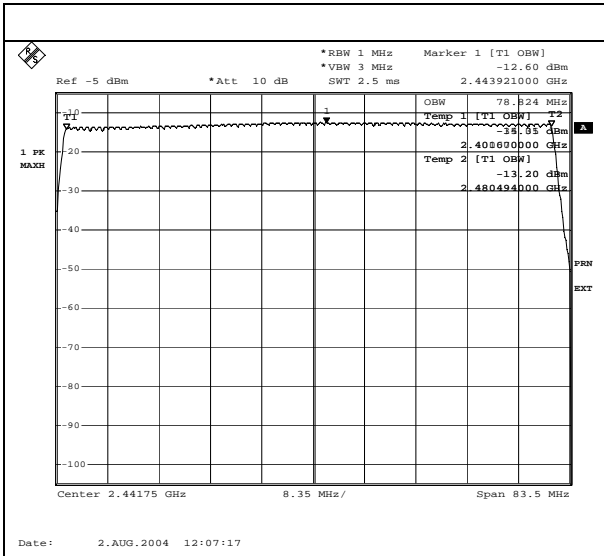 R S
*RBW 1 MHz Marker 1 [T1 OBW]
*VBW 3 MHz -12.60 dBm
Ref -5 dBm *Att 10 dB SWT 2.5 ms 2.443921000 GHz
OBW 78.824 MHz
-10
T1 1 Temp 1 [T1 OBW] T2
dBm
A
2.401670000 GHz
1 PK
MAXH
-20
Temp 2 [T1 OBW]
-13.20 dBm
-30
2.480494000 GHz
-40
-50
PRN
EXT
-60
-70
-80
-90
-100
Center 2.44175 GHz 8.35 MHz/ Span 83.5 MHz
Date: 2.AUG.2004 12:07:17